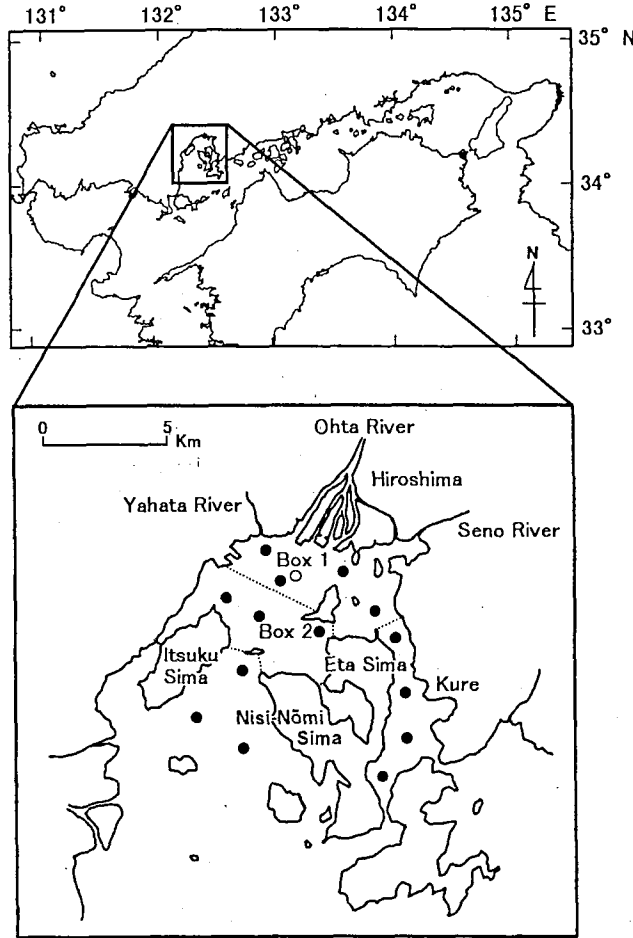 131° 132° 133° 134° 135° E
35° N
34°
N
33°
0 5
Km
Ohta River
Hiroshima
Yahata River
Seno River
Box 1
Box 2
Itsuku
Sima
Eta Sima
Kure
Nisi-Nōmi
Sima